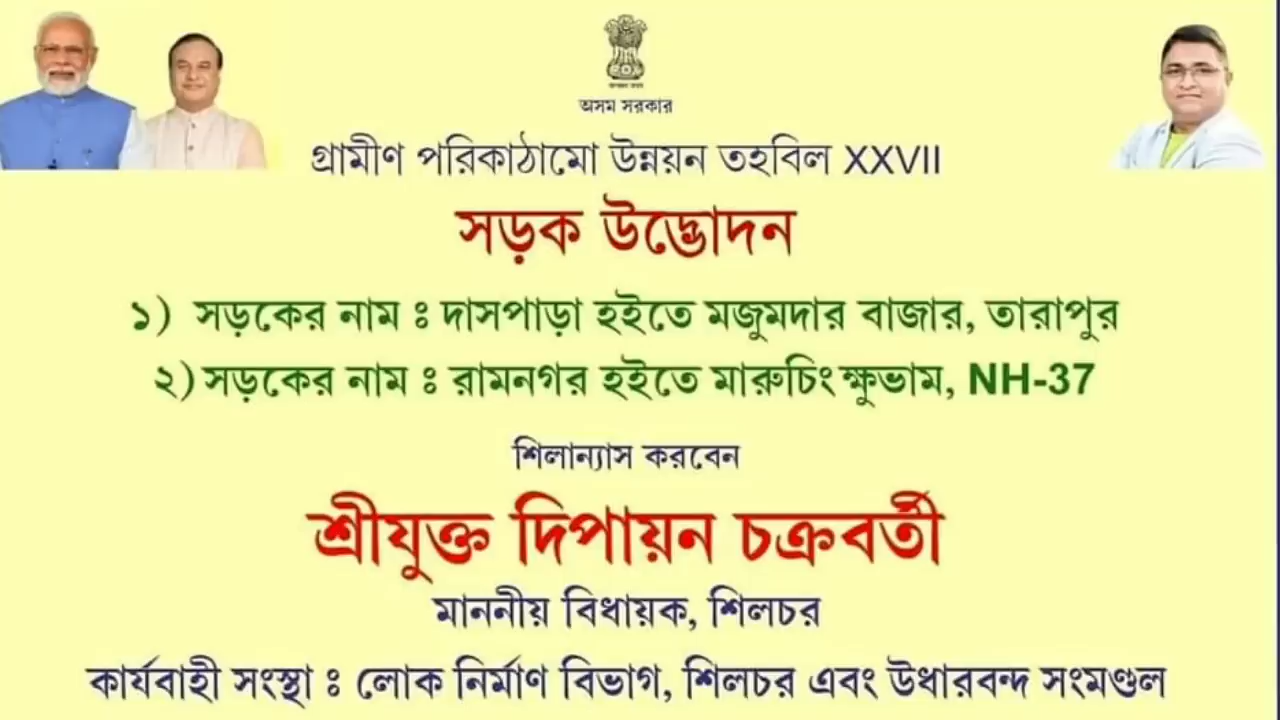 অসম সরকার
গ্রামীণ পরিকাঠামো উন্নয়ন তহবিল XXVII
সড়ক উদ্ভোদন
১) সড়কের নাম ঃ দাসপাড়া হইতে মজুমদার বাজার, তারাপুর
২) সড়কের নাম ঃ রামনগর হইতে মারুচিং ক্ষুভাম, NH-37
শিলান্যাস করবেন
শ্রীযুক্ত দিপায়ন চক্রবর্তী
মাননীয় বিধায়ক, শিলচর
কার্যবাহী সংস্থা ঃ লোক নির্মাণ বিভাগ, শিলচর এবং উধারবন্দ সংমণ্ডল